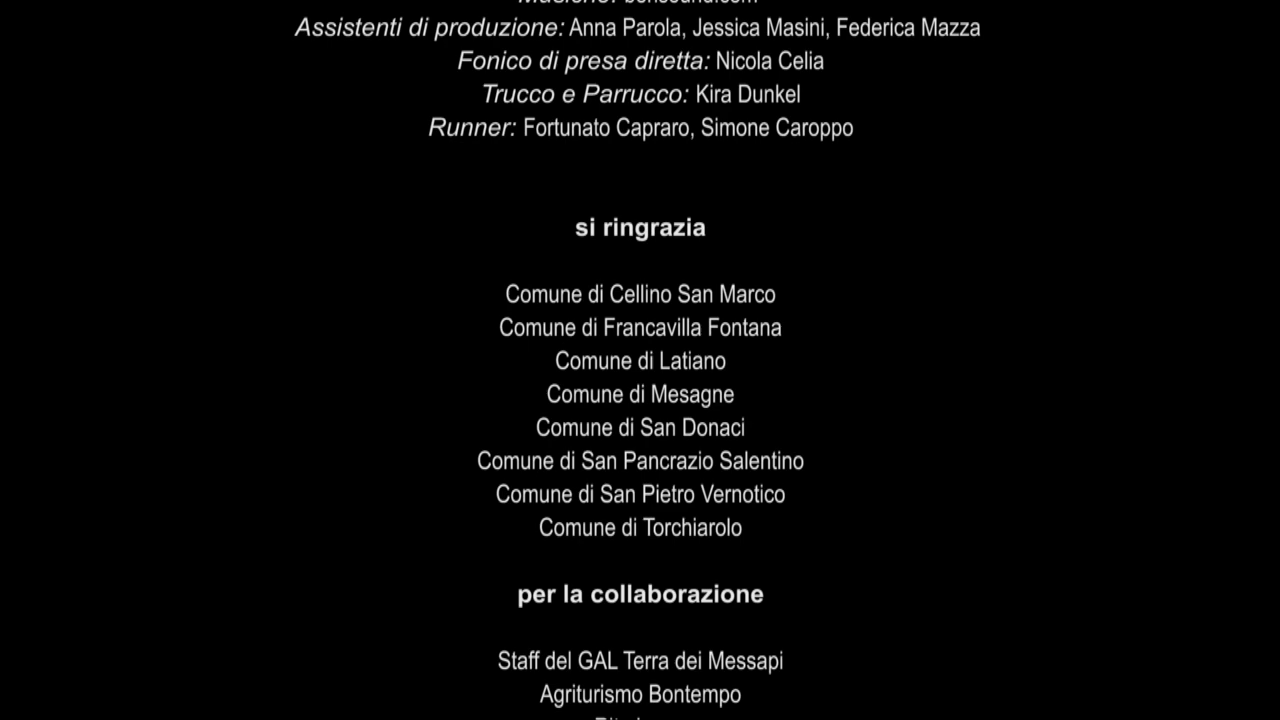 Musiche: bensound.com
Assistenti di produzione: Anna Parola, Jessica Masini, Federica Mazza
Fonico di presa diretta: Nicola Celia
Trucco e Parrucco: Kira Dunkel
Runner: Fortunato Capraro, Simone Caroppo
si ringrazia
Comune di Cellino San Marco
Comune di Francavilla Fontana
Comune di Latiano
Comune di Mesagne
Comune di San Donaci
Comune di San Pancrazio Salentino
Comune di San Pietro Vernotico
Comune di Torchiarolo
per la collaborazione
Staff del GAL Terra dei Messapi
Agriturismo Bontempo